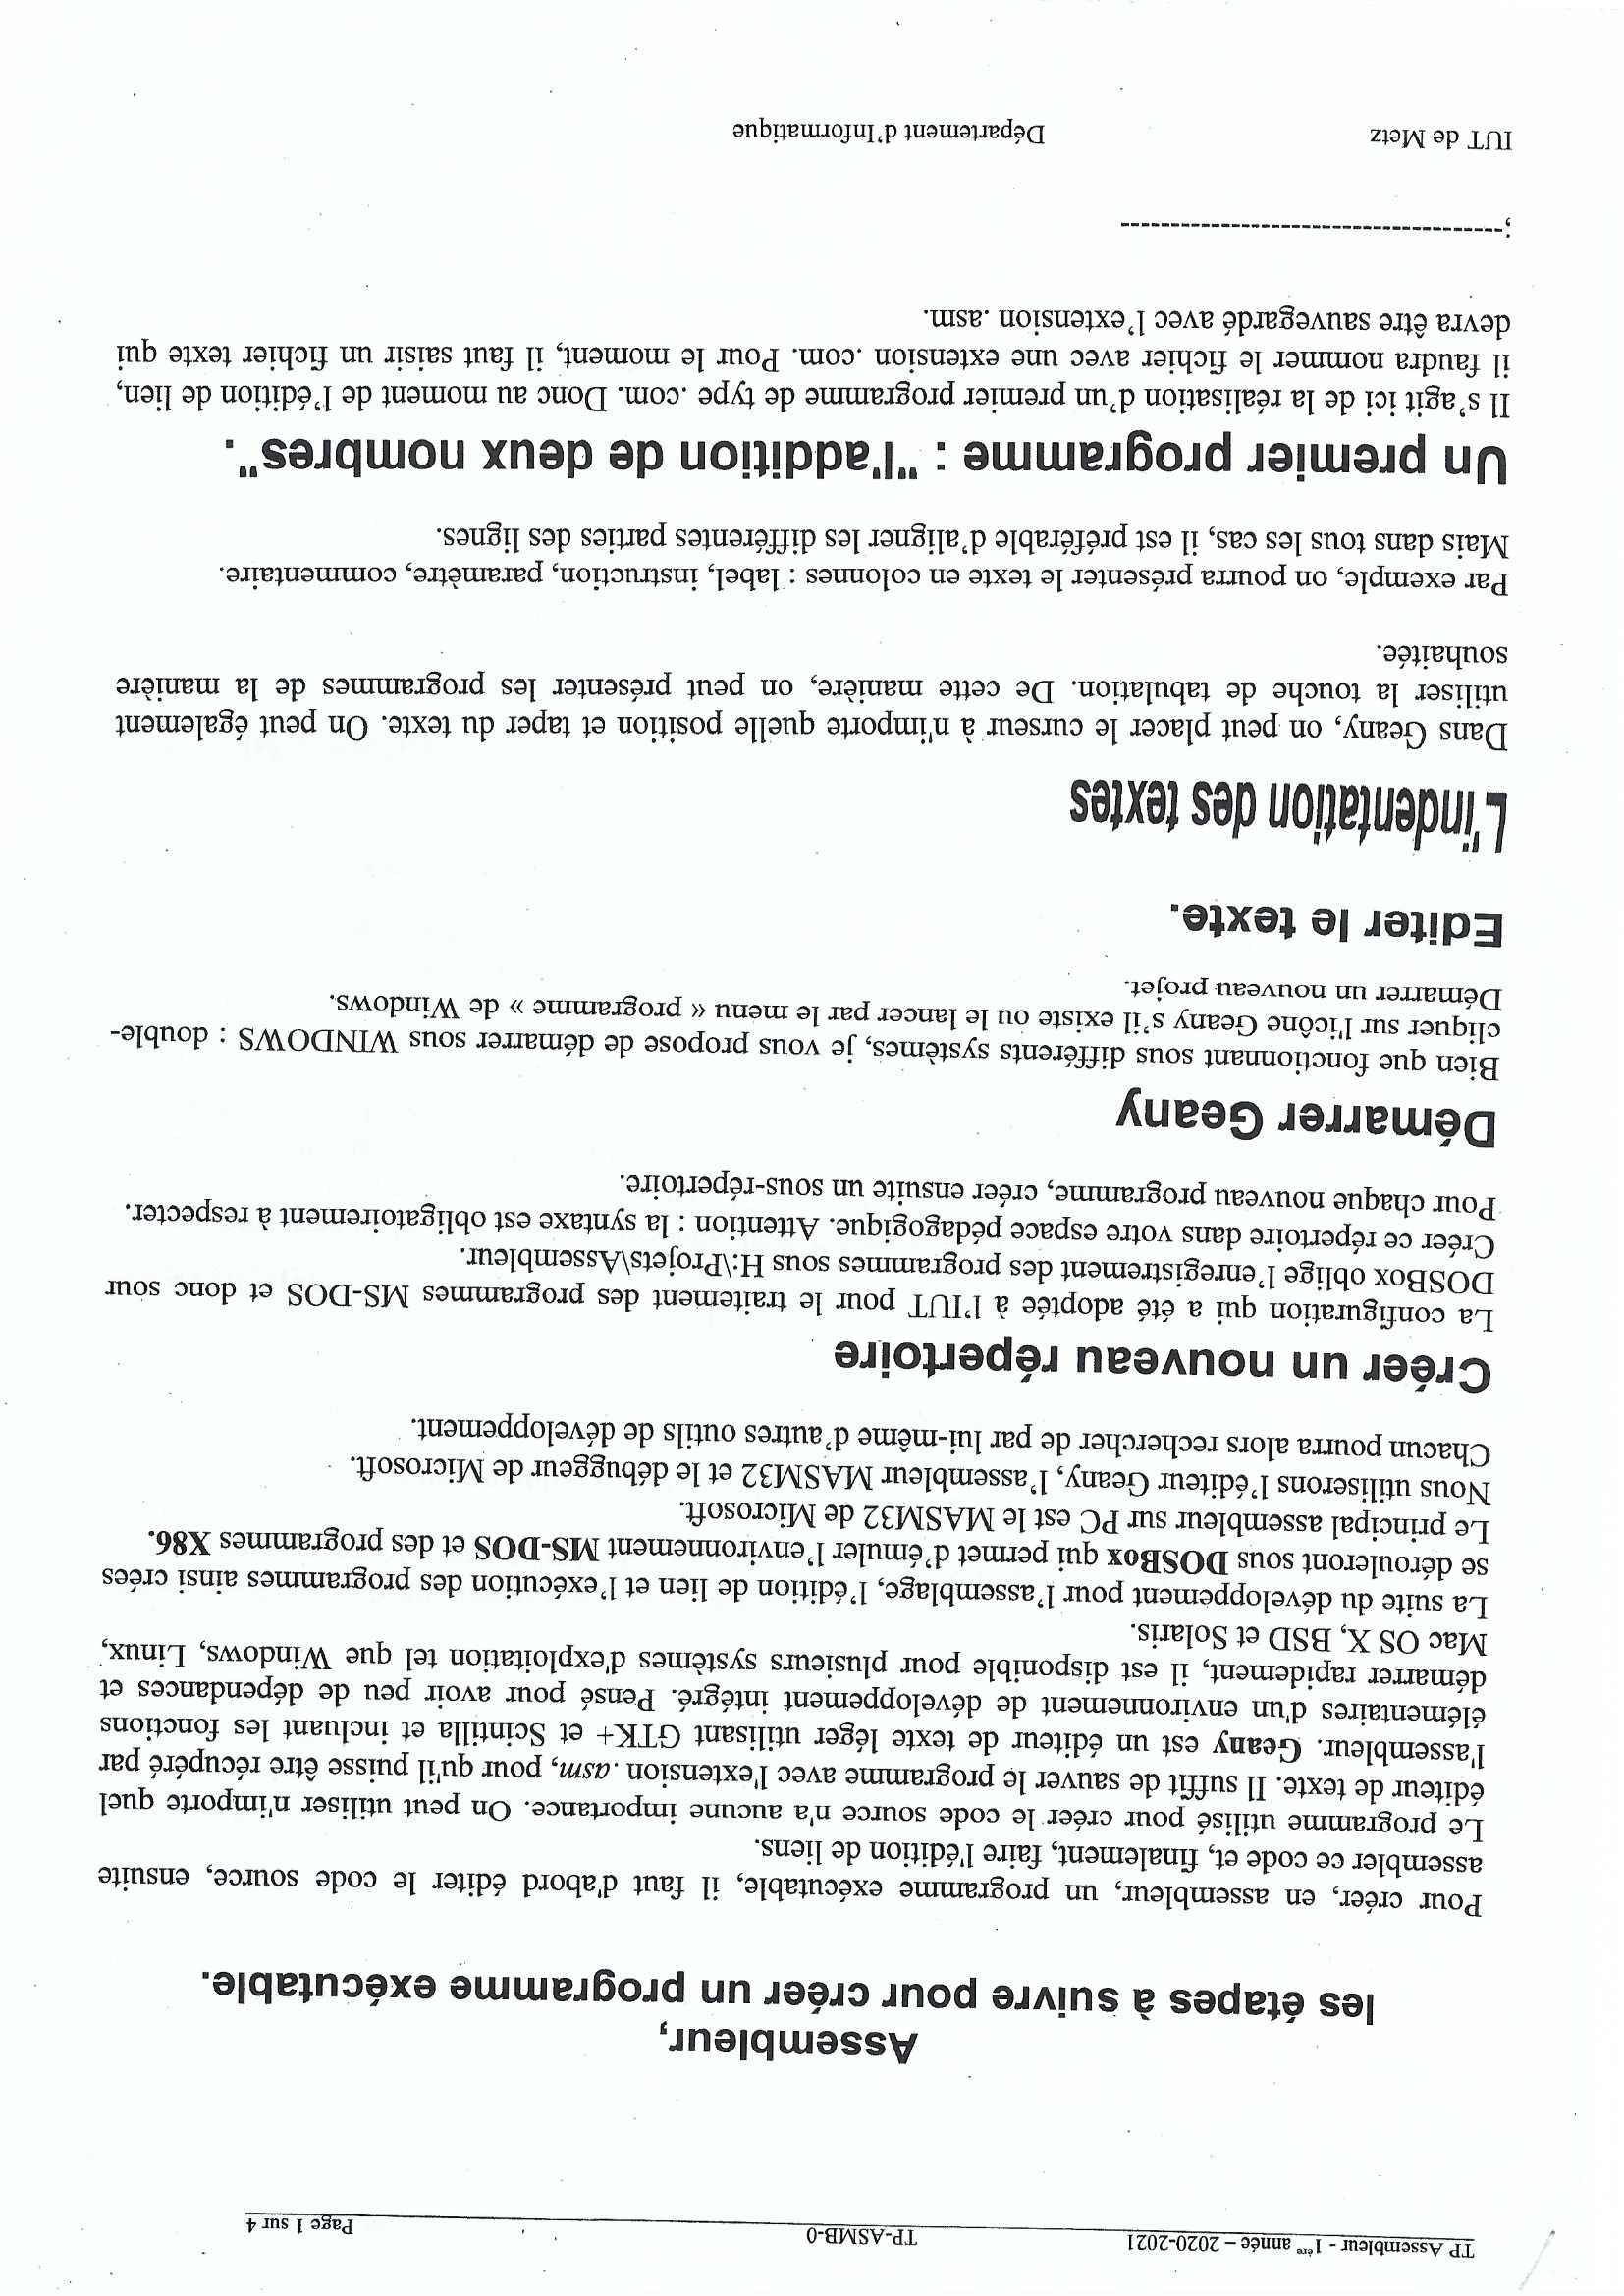 TP Assembleur - 1ère année – 2020-2021 TP-ASMB-0 Page 1 sur 4
Assembleur,
les étapes à suivre pour créer un programme exécutable.
Pour créer, en assembleur, un programme exécutable, il faut d'abord éditer le code source, ensuite
assembler ce code et, finalement, faire l'édition de liens.
Le programme utilisé pour créer le code source n'a aucune importance. On peut utiliser n'importe quel
éditeur de texte. Il suffit de sauver le programme avec l'extension .asm, pour qu'il puisse être récupéré par
l'assembleur. Geany est un éditeur de texte léger utilisant GTK+ et Scintilla et incluant les fonctions
élémentaires d'un environnement de développement intégré. Pensé pour avoir peu de dépendances et
démarrer rapidement, il est disponible pour plusieurs systèmes d'exploitation tel que Windows, Linux,
Mac OS X, BSD et Solaris.
La suite du développement pour l'assemblage, l'édition de lien et l'exécution des programmes ainsi crées
se dérouleront sous DOSBox qui permet d'émuler l'environnement MS-DOS et des programmes X86.
Le principal assembleur sur PC est le MASM32 de Microsoft.
Nous utiliserons l'éditeur Geany, l'assembleur MASM32 et le débuggeur de Microsoft.
Chacun pourra alors rechercher de par lui-même d'autres outils de développement.
Créer un nouveau répertoire
La configuration qui a été adoptée à l'IUT pour le traitement des programmes MS-DOS et donc sour
DOSBox oblige l'enregistrement des programmes sous H:\Projets\Assembleur.
Créer ce répertoire dans votre espace pédagogique. Attention : la syntaxe est obligatoirement à respecter.
Pour chaque nouveau programme, créer ensuite un sous-répertoire.
Démarrer Geany
Bien que fonctionnant sous différents systèmes, je vous propose de démarrer sous WINDOWS : double-
cliquer sur l'icône Geany s'il existe ou le lancer par le menu « programme » de Windows.
Démarrer un nouveau projet.
Editer le texte.
L'indentation des textes
Dans Geany, on peut placer le curseur à n'importe quelle position et taper du texte. On peut également
utiliser la touche de tabulation. De cette manière, on peut présenter les programmes de la manière
souhaitée.
Par exemple, on pourra présenter le texte en colonnes : label, instruction, paramètre, commentaire.
Mais dans tous les cas, il est préférable d'aligner les différentes parties des lignes.
Un premier programme : "l'addition de deux nombres".
Il s'agit ici de la réalisation d'un premier programme de type .com. Donc au moment de l'édition de lien,
il faudra nommer le fichier avec une extension .com. Pour le moment, il faut saisir un fichier texte qui
devra être sauvegardé avec l'extension .asm.
;---------------------------------------
IUT de Metz Département d'Informatique